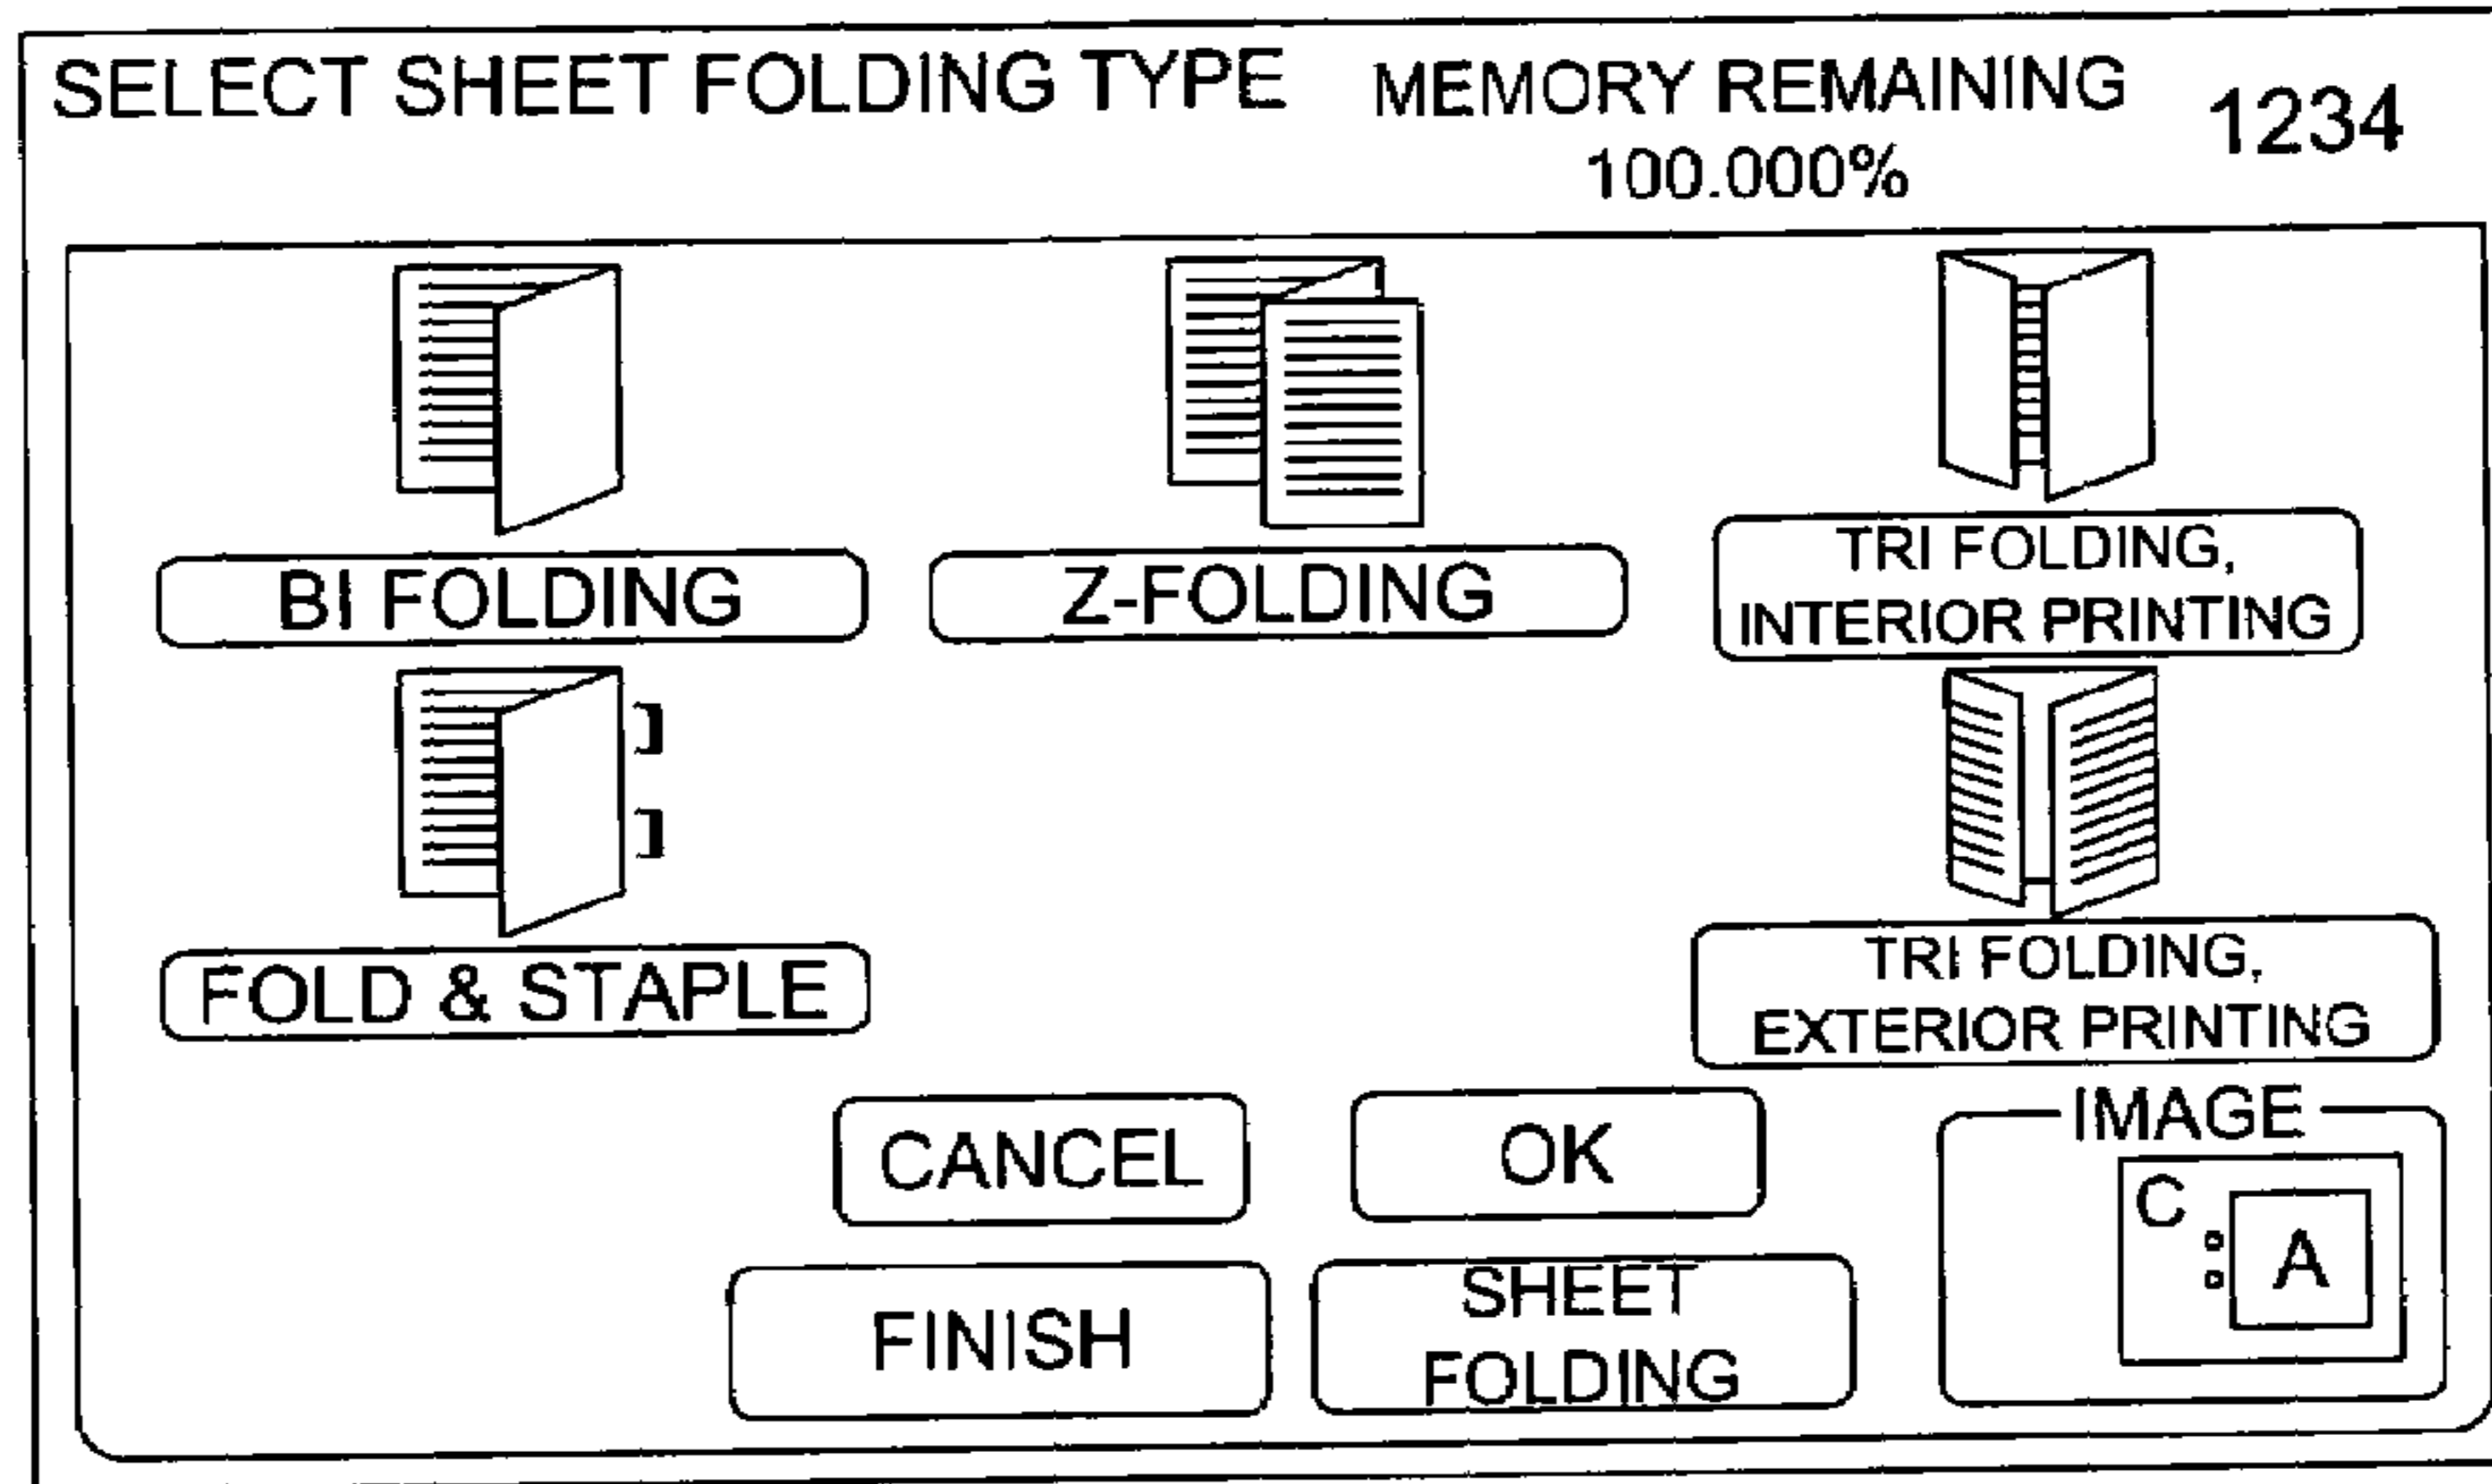 SELECT SHEET FOLDING TYPE
MEMORY REMAINING
100.000%
1234
BI FOLDING
Z-FOLDING
TRI FOLDING,
INTERIOR PRINTING
FOLD & STAPLE
TRI FOLDING,
EXTERIOR PRINTING
CANCEL
OK
IMAGE
C
A
FINISH
SHEET
FOLDING